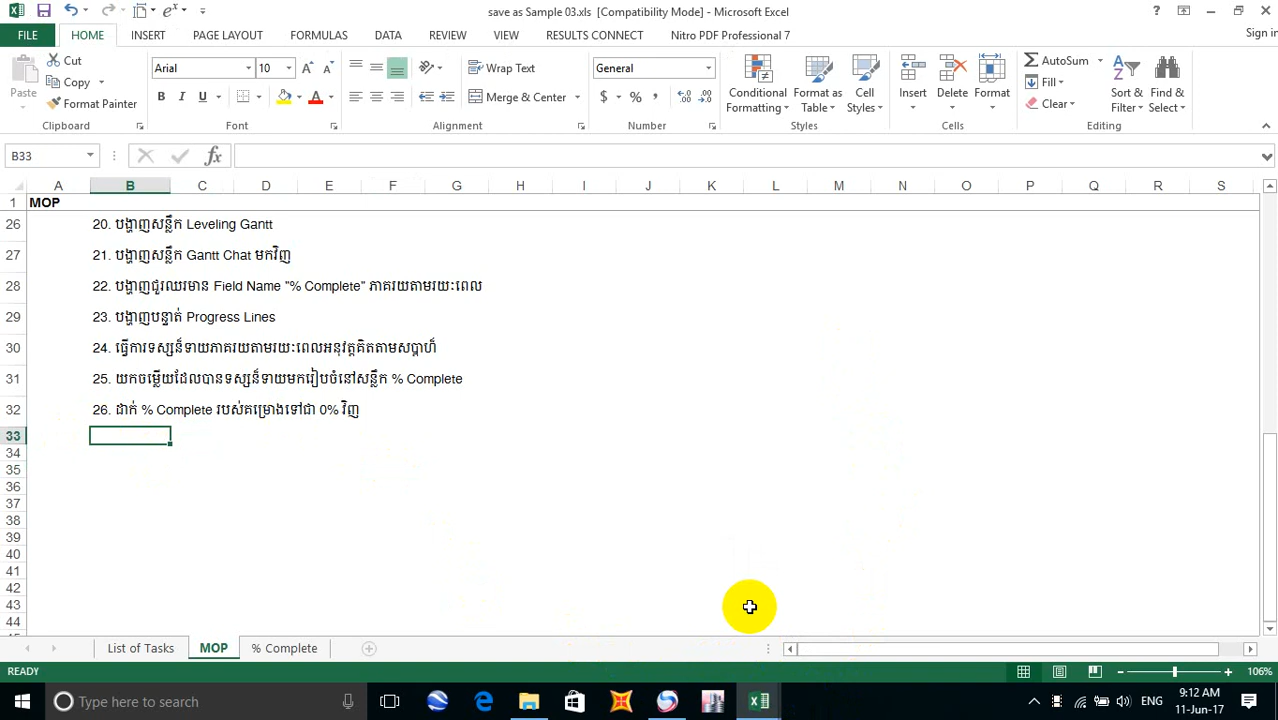 save as Sample 03.xls [Compatibility Mode] - Microsoft Excel
Sign in
FILE HOME INSERT PAGE LAYOUT FORMULAS DATA REVIEW VIEW RESULTS CONNECT Nitro PDF Professional 7
Paste
Cut
Copy
Format Painter
Clipboard
Arial 10
B I U
Font
Wrap Text
Merge & Center
Alignment
General
$ % ,
Number
Conditional Formatting
Format as Table
Cell Styles
Styles
Insert
Delete
Format
Cells
AutoSum
Fill
Clear
Sort & Filter
Find & Select
Editing
B33
fx
A B C D E F G H I J K L M N O P Q R S
1 MOP
26 20. បង្ហាញសន្លឹក Leveling Gantt
27 21. បង្ហាញសន្លឹក Gantt Chat មកវិញ
28 22. បង្ហាញជួរឈរមាន Field Name "% Complete" ភាគរយតាមរយៈពេល
29 23. បង្ហាញបន្ទាត់ Progress Lines
30 24. ធ្វើការទស្សន៏ទាយភាគរយតាមរយៈពេលអនុវត្តគិតតាមសប្ដាហ៏
31 25. យកចម្លើយដែលបានទស្សន៏ទាយមករៀបចំនៅសន្លឹក % Complete
32 26. ដាក់ % Complete របស់គម្រោងទៅជា 0% វិញ
33
34
35
36
37
38
39
40
41
42
43
44
List of Tasks MOP % Complete
READY
106%
Type here to search
ENG
9:12 AM
11-Jun-17